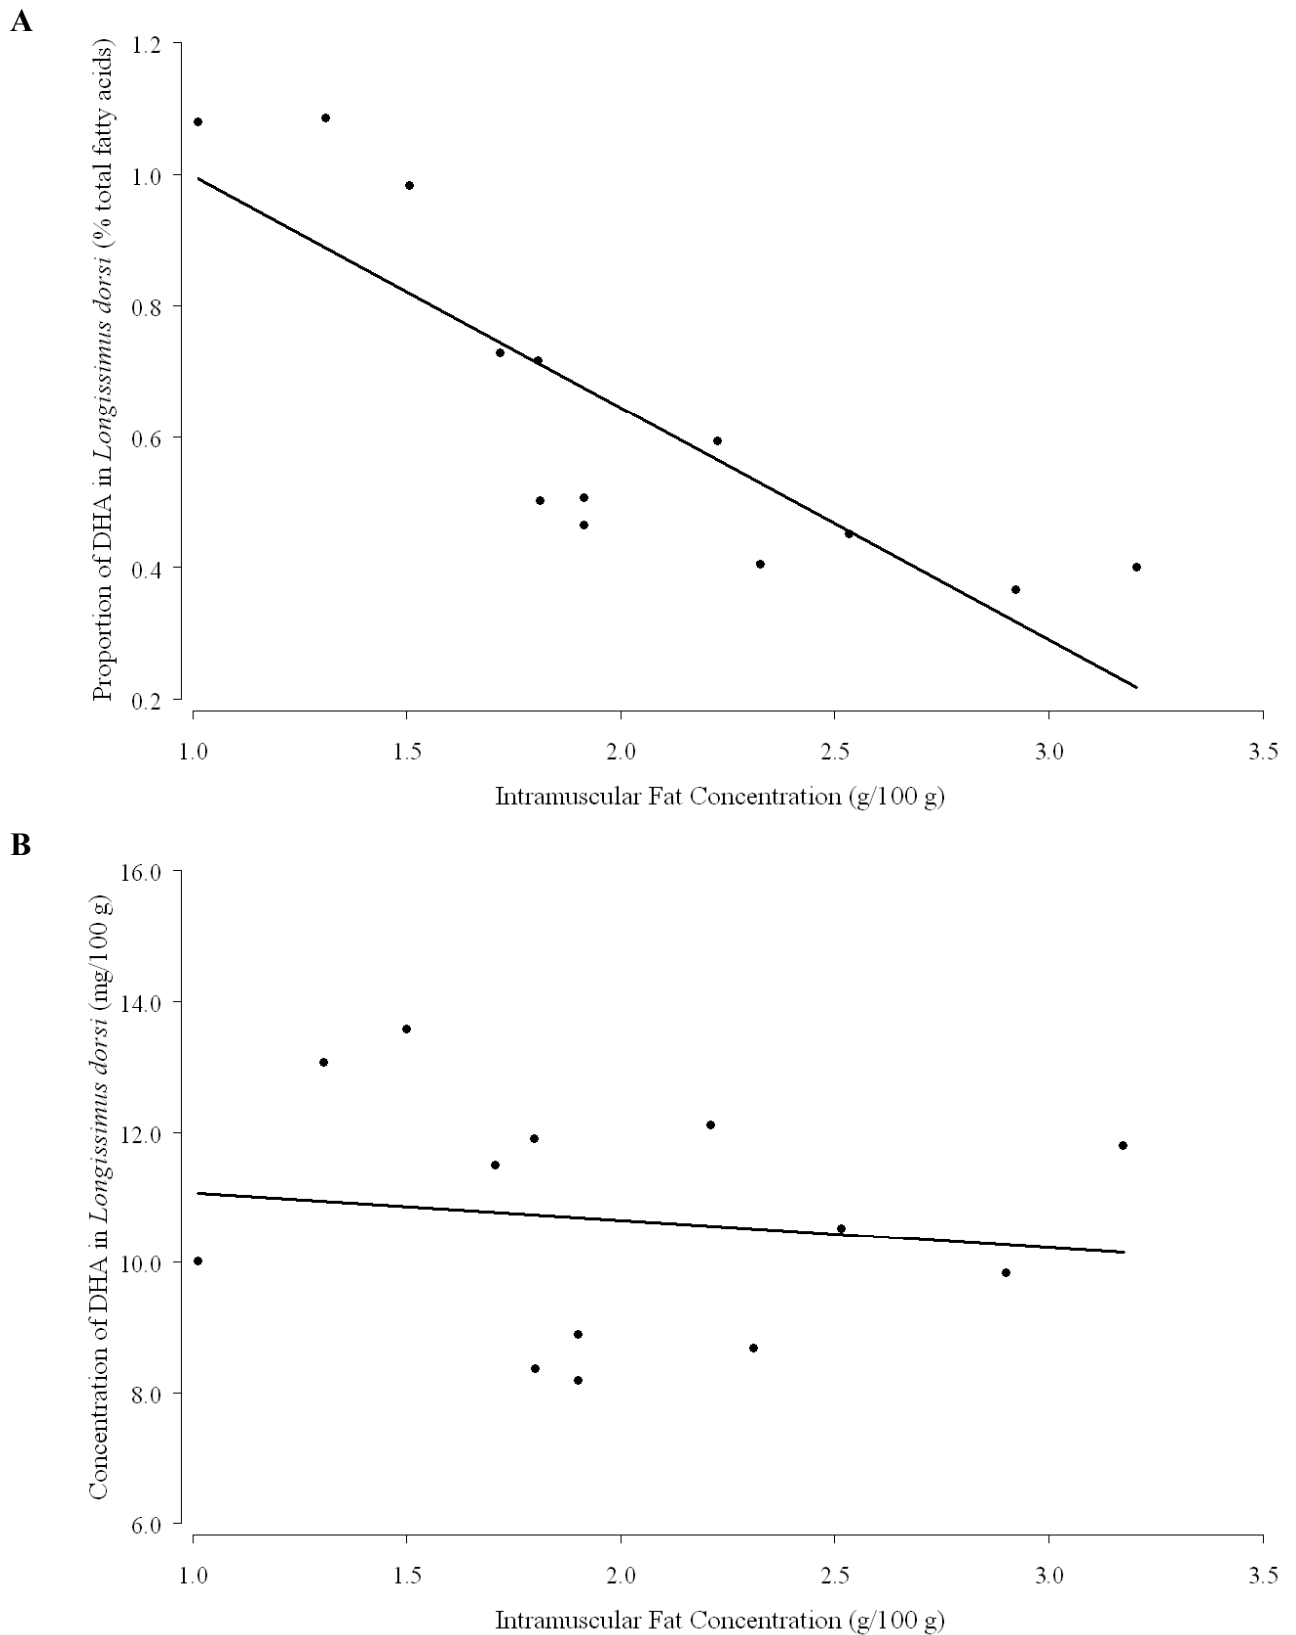 A
Proportion of DHA in Longissimus dorsi (% total fatty acids)
1.2
1.0
0.8
0.6
0.4
0.2
1.0 1.5 2.0 2.5 3.0 3.5
Intramuscular Fat Concentration (g/100 g)
B
Concentration of DHA in Longissimus dorsi (mg/100 g)
16.0
14.0
12.0
10.0
8.0
6.0
1.0 1.5 2.0 2.5 3.0 3.5
Intramuscular Fat Concentration (g/100 g)